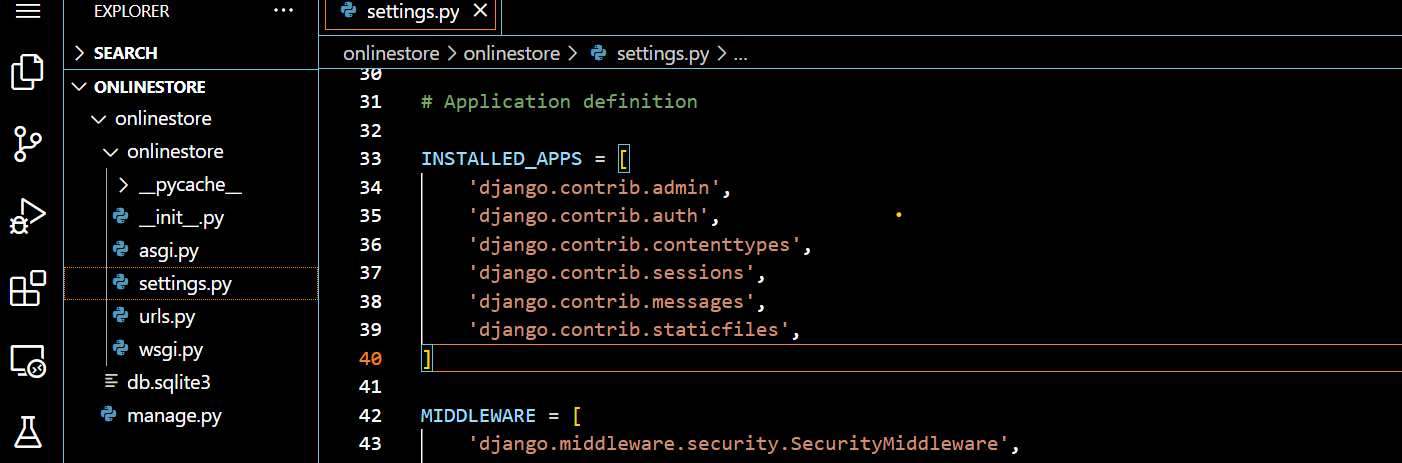 EXPLORER ...
SEARCH
ONLINESTORE
onlinestore
onlinestore
__pycache__
__init__.py
asgi.py
settings.py
urls.py
wsgi.py
db.sqlite3
manage.py
settings.py
onlinestore > onlinestore > settings.py > ...
30
31 # Application definition
32
33 INSTALLED_APPS = [
34 'django.contrib.admin',
35 'django.contrib.auth',
36 'django.contrib.contenttypes',
37 'django.contrib.sessions',
38 'django.contrib.messages',
39 'django.contrib.staticfiles',
40 ]
41
42 MIDDLEWARE = [
43 'django.middleware.security.SecurityMiddleware',